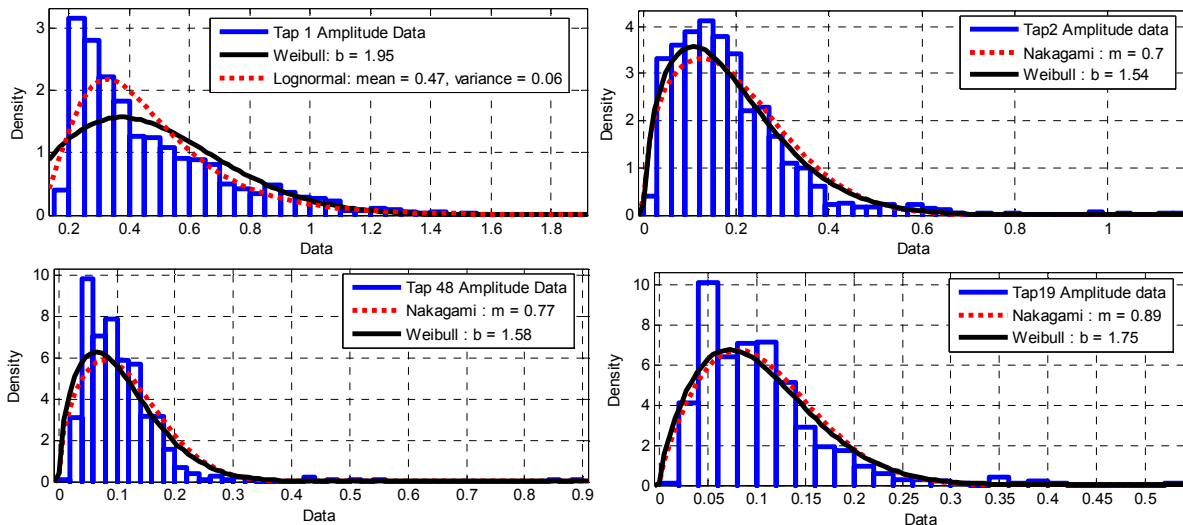 Tap 1 Amplitude Data
Weibull: b = 1.95
Lognormal: mean = 0.47, variance = 0.06
Density
3
2
1
0
0.2 0.4 0.6 0.8 1.0 1.2 1.4 1.6 1.8
Data
Tap2 Amplitude data
Nakagami : m = 0.7
Weibull : b = 1.54
Density
4
3
2
1
0
0 0.2 0.4 0.6 0.8 1
Data
Tap 48 Amplitude Data
Nakagami : m = 0.77
Weibull : b = 1.58
Density
10
8
6
4
2
0
0 0.1 0.2 0.3 0.4 0.5 0.6 0.7 0.8 0.9
Data
Tap19 Amplitude data
Nakagami : m = 0.89
Weibull : b = 1.75
Density
10
8
6
4
2
0
0 0.05 0.1 0.15 0.2 0.25 0.3 0.35 0.4 0.45 0.5
Data